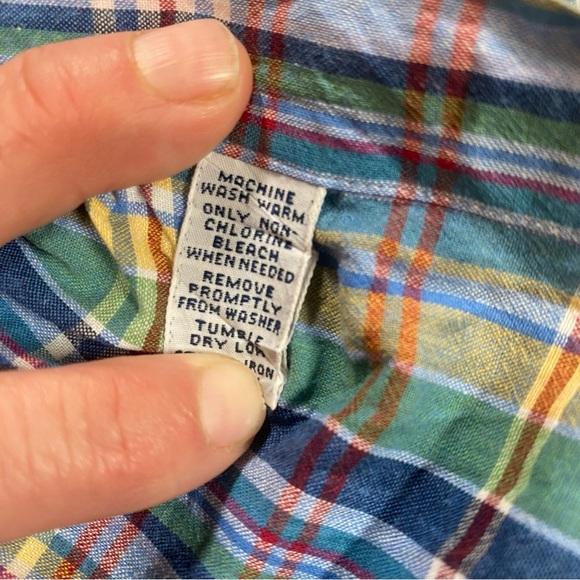 MACHINE
WASH WARM
ONLY NON-
CHLORINE
BLEACH
WHEN NEEDED
REMOVE
PROMPTLY
FROM WASHER
TUMBLE
DRY LOW
IRON